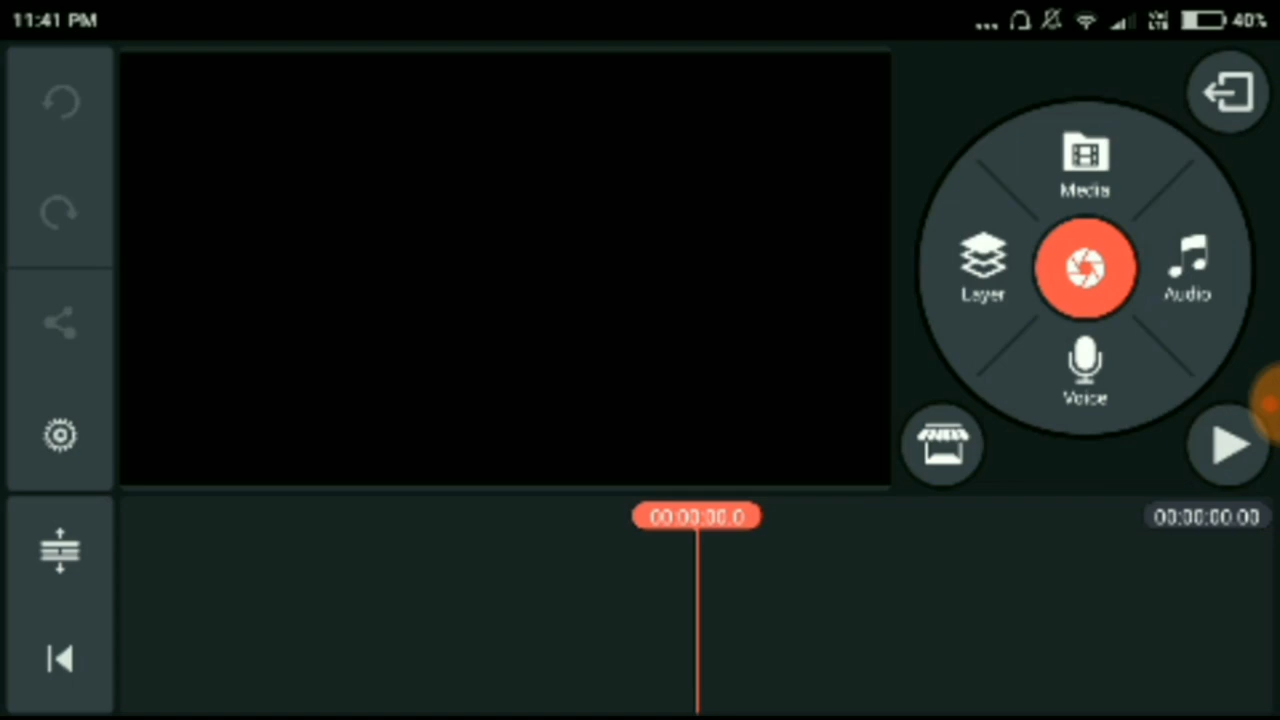 11:41 PM
... 40%
Media
Layer
Audio
Voice
00:00:00.0
00:00:00.00